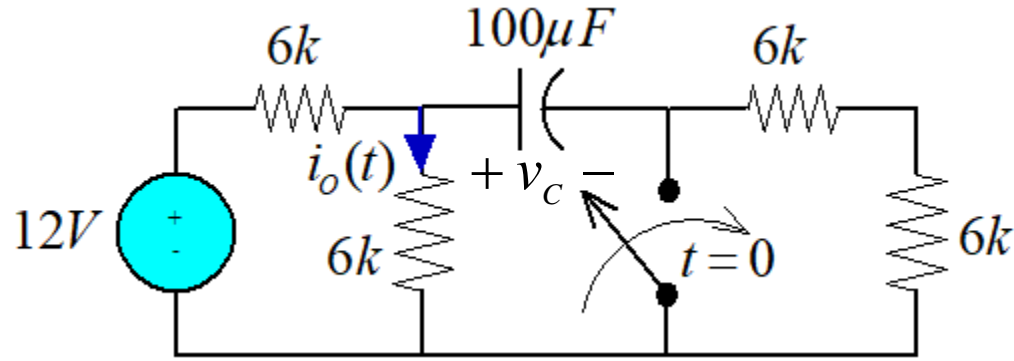 100μF
6k
6k
i_o(t)
+ v_C −
12V
+
-
6k
t = 0
6k